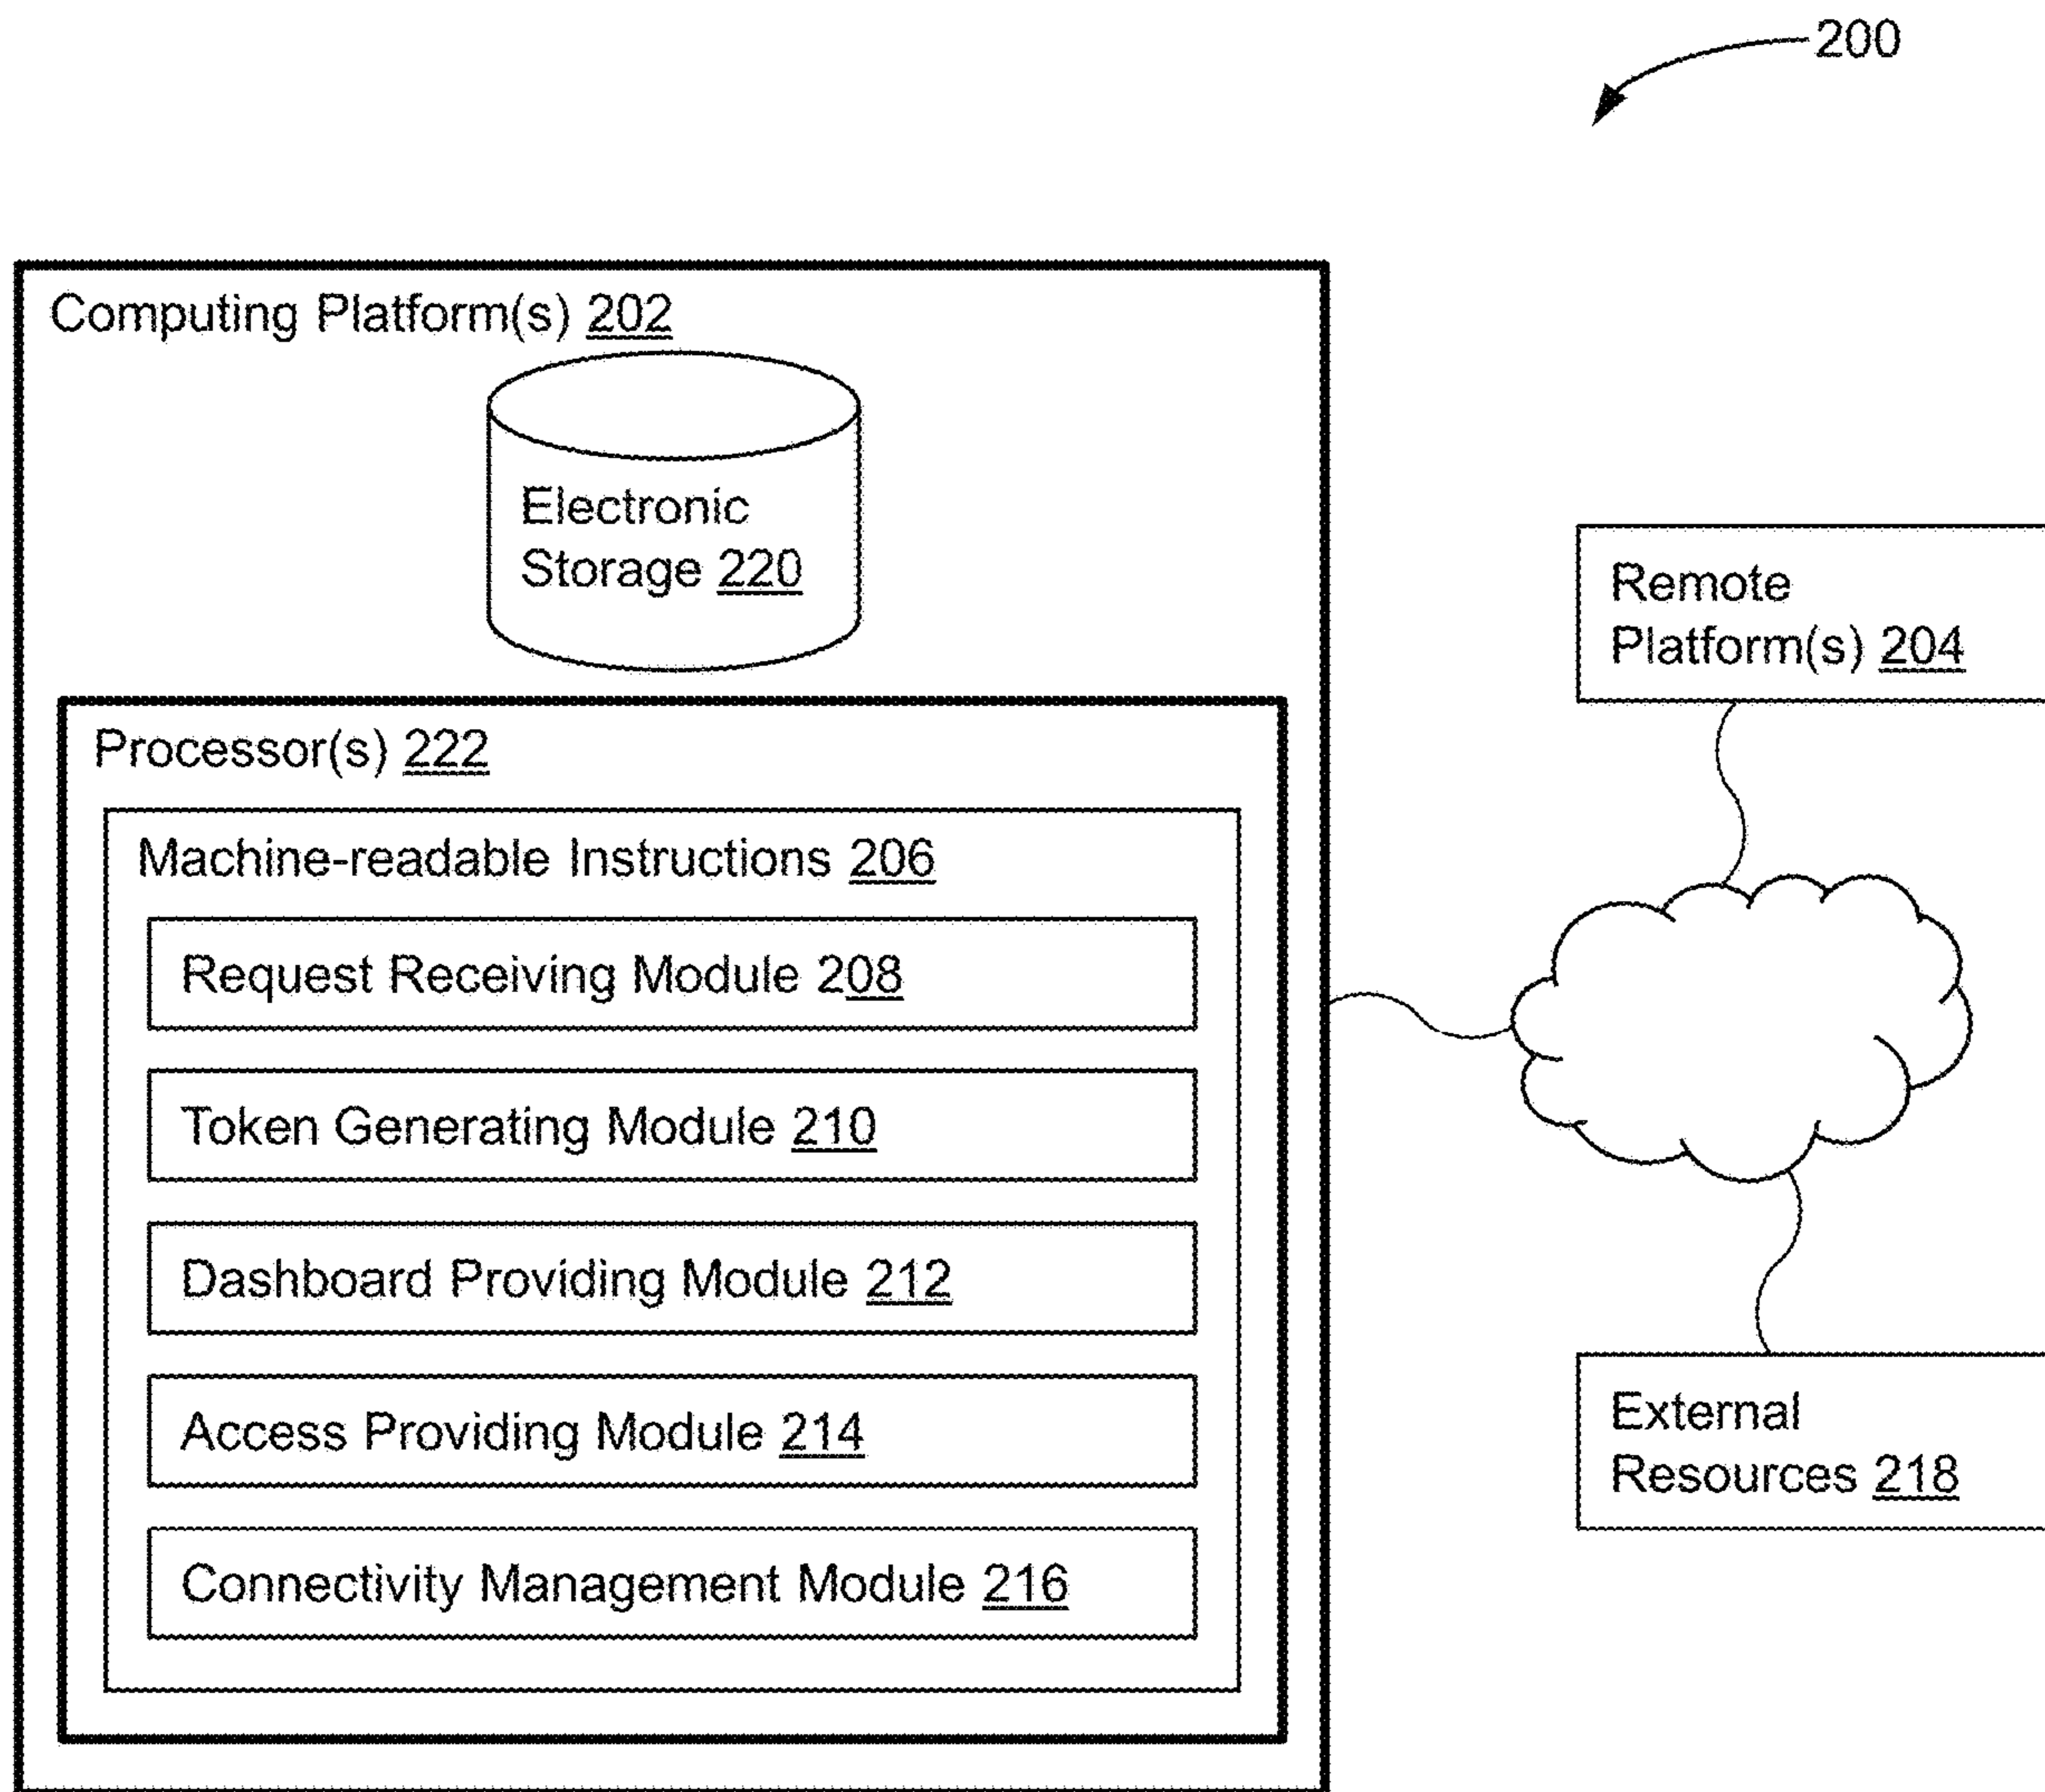 200
Computing Platform(s) 202
Electronic
Storage 220
Remote
Platform(s) 204
Processor(s) 222
Machine-readable Instructions 206
Request Receiving Module 208
Token Generating Module 210
Dashboard Providing Module 212
Access Providing Module 214
External
Resources 218
Connectivity Management Module 216